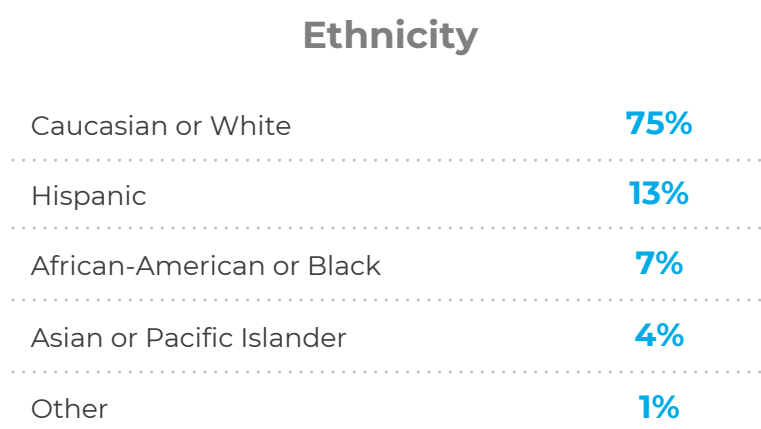 Ethnicity
Caucasian or White 75%
Hispanic 13%
African-American or Black 7%
Asian or Pacific Islander 4%
Other 1%